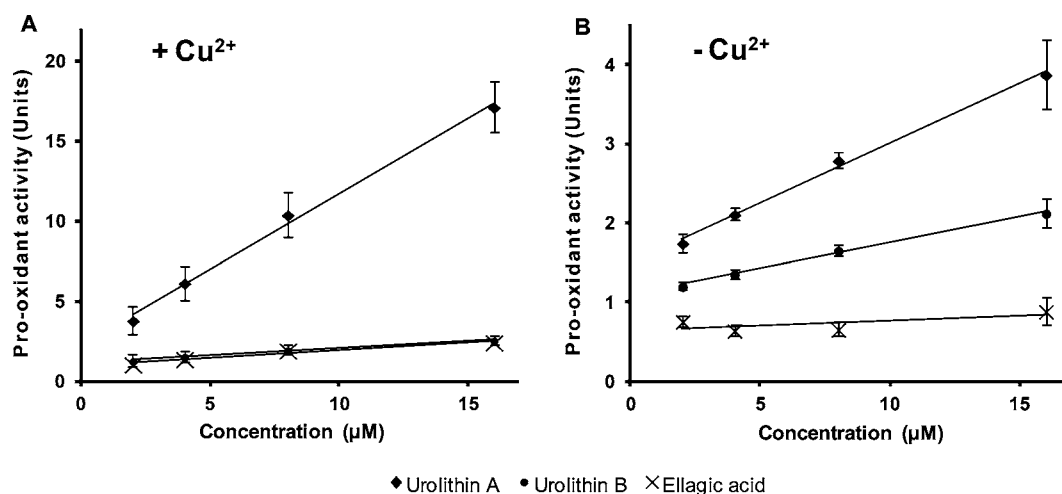 A
+ Cu²⁺
Pro-oxidant activity (Units)
20
15
10
5
0
0 5 10 15
Concentration (µM)
B
- Cu²⁺
Pro-oxidant activity (Units)
4
3
2
1
0
0 5 10 15
Concentration (µM)
Urolithin A Urolithin B Ellagic acid